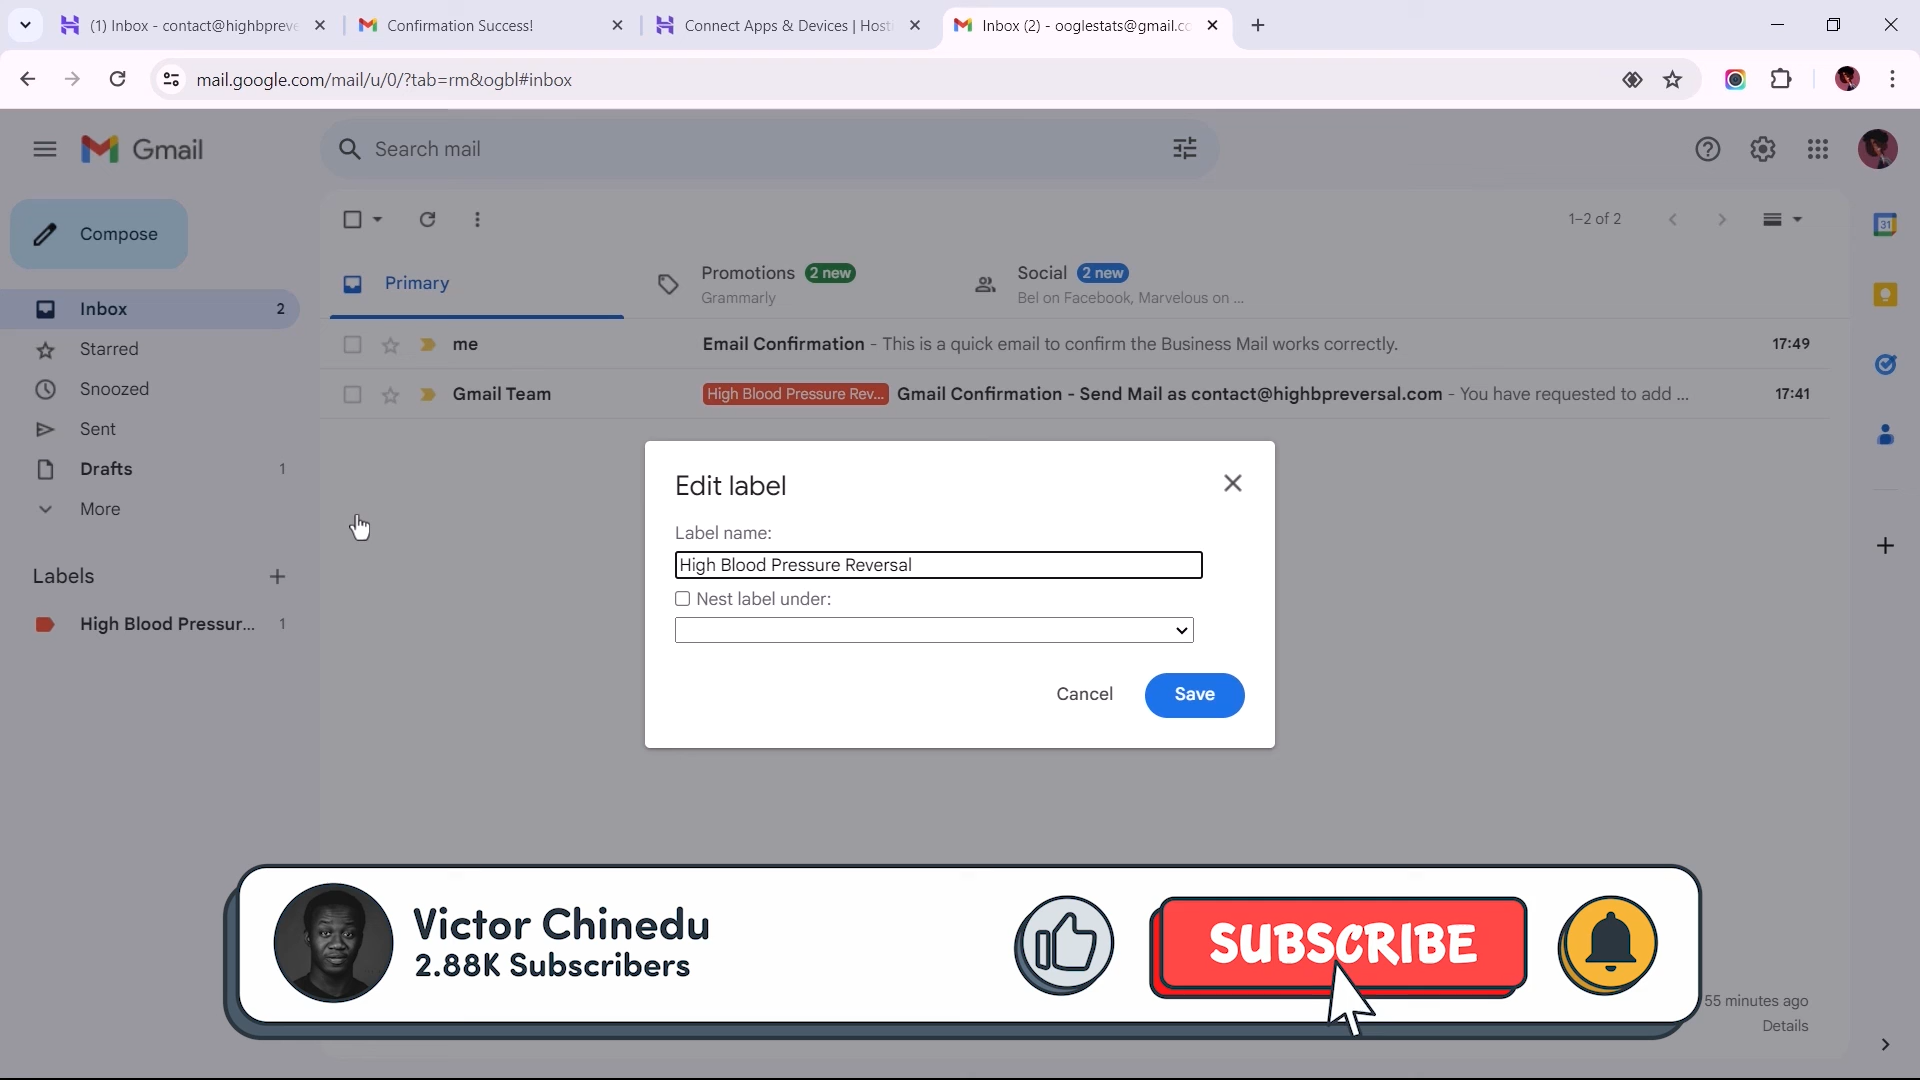 (1) Inbox - contact@highbpreve
Confirmation Success!
Connect Apps & Devices | Host
Inbox (2) - ooglestats@gmail.co
mail.google.com/mail/u/0/?tab=rm&ogbl#inbox
Gmail
Search mail
Compose
1–2 of 2
31
Primary
Promotions 2 new
Grammarly
Social 2 new
Bel on Facebook, Marvelous on ...
Inbox 2
Starred
Snoozed
Sent
Drafts 1
More
Labels
High Blood Pressur... 1
me Email Confirmation - This is a quick email to confirm the Business Mail works correctly. 17:49
Gmail Team High Blood Pressure Rev... Gmail Confirmation - Send Mail as contact@highbpreversal.com - You have requested to add ... 17:41
Edit label
Label name:
High Blood Pressure Reversal
Nest label under:
Cancel
Save
Victor Chinedu
2.88K Subscribers
SUBSCRIBE
55 minutes ago
Details